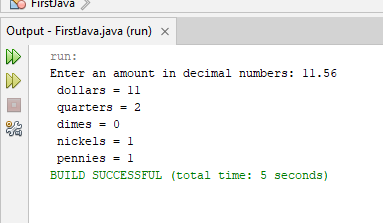 FirstJava
Output - FirstJava.java (run)
run:
Enter an amount in decimal numbers: 11.56
dollars = 11
quarters = 2
dimes = 0
nickels = 1
pennies = 1
BUILD SUCCESSFUL (total time: 5 seconds)